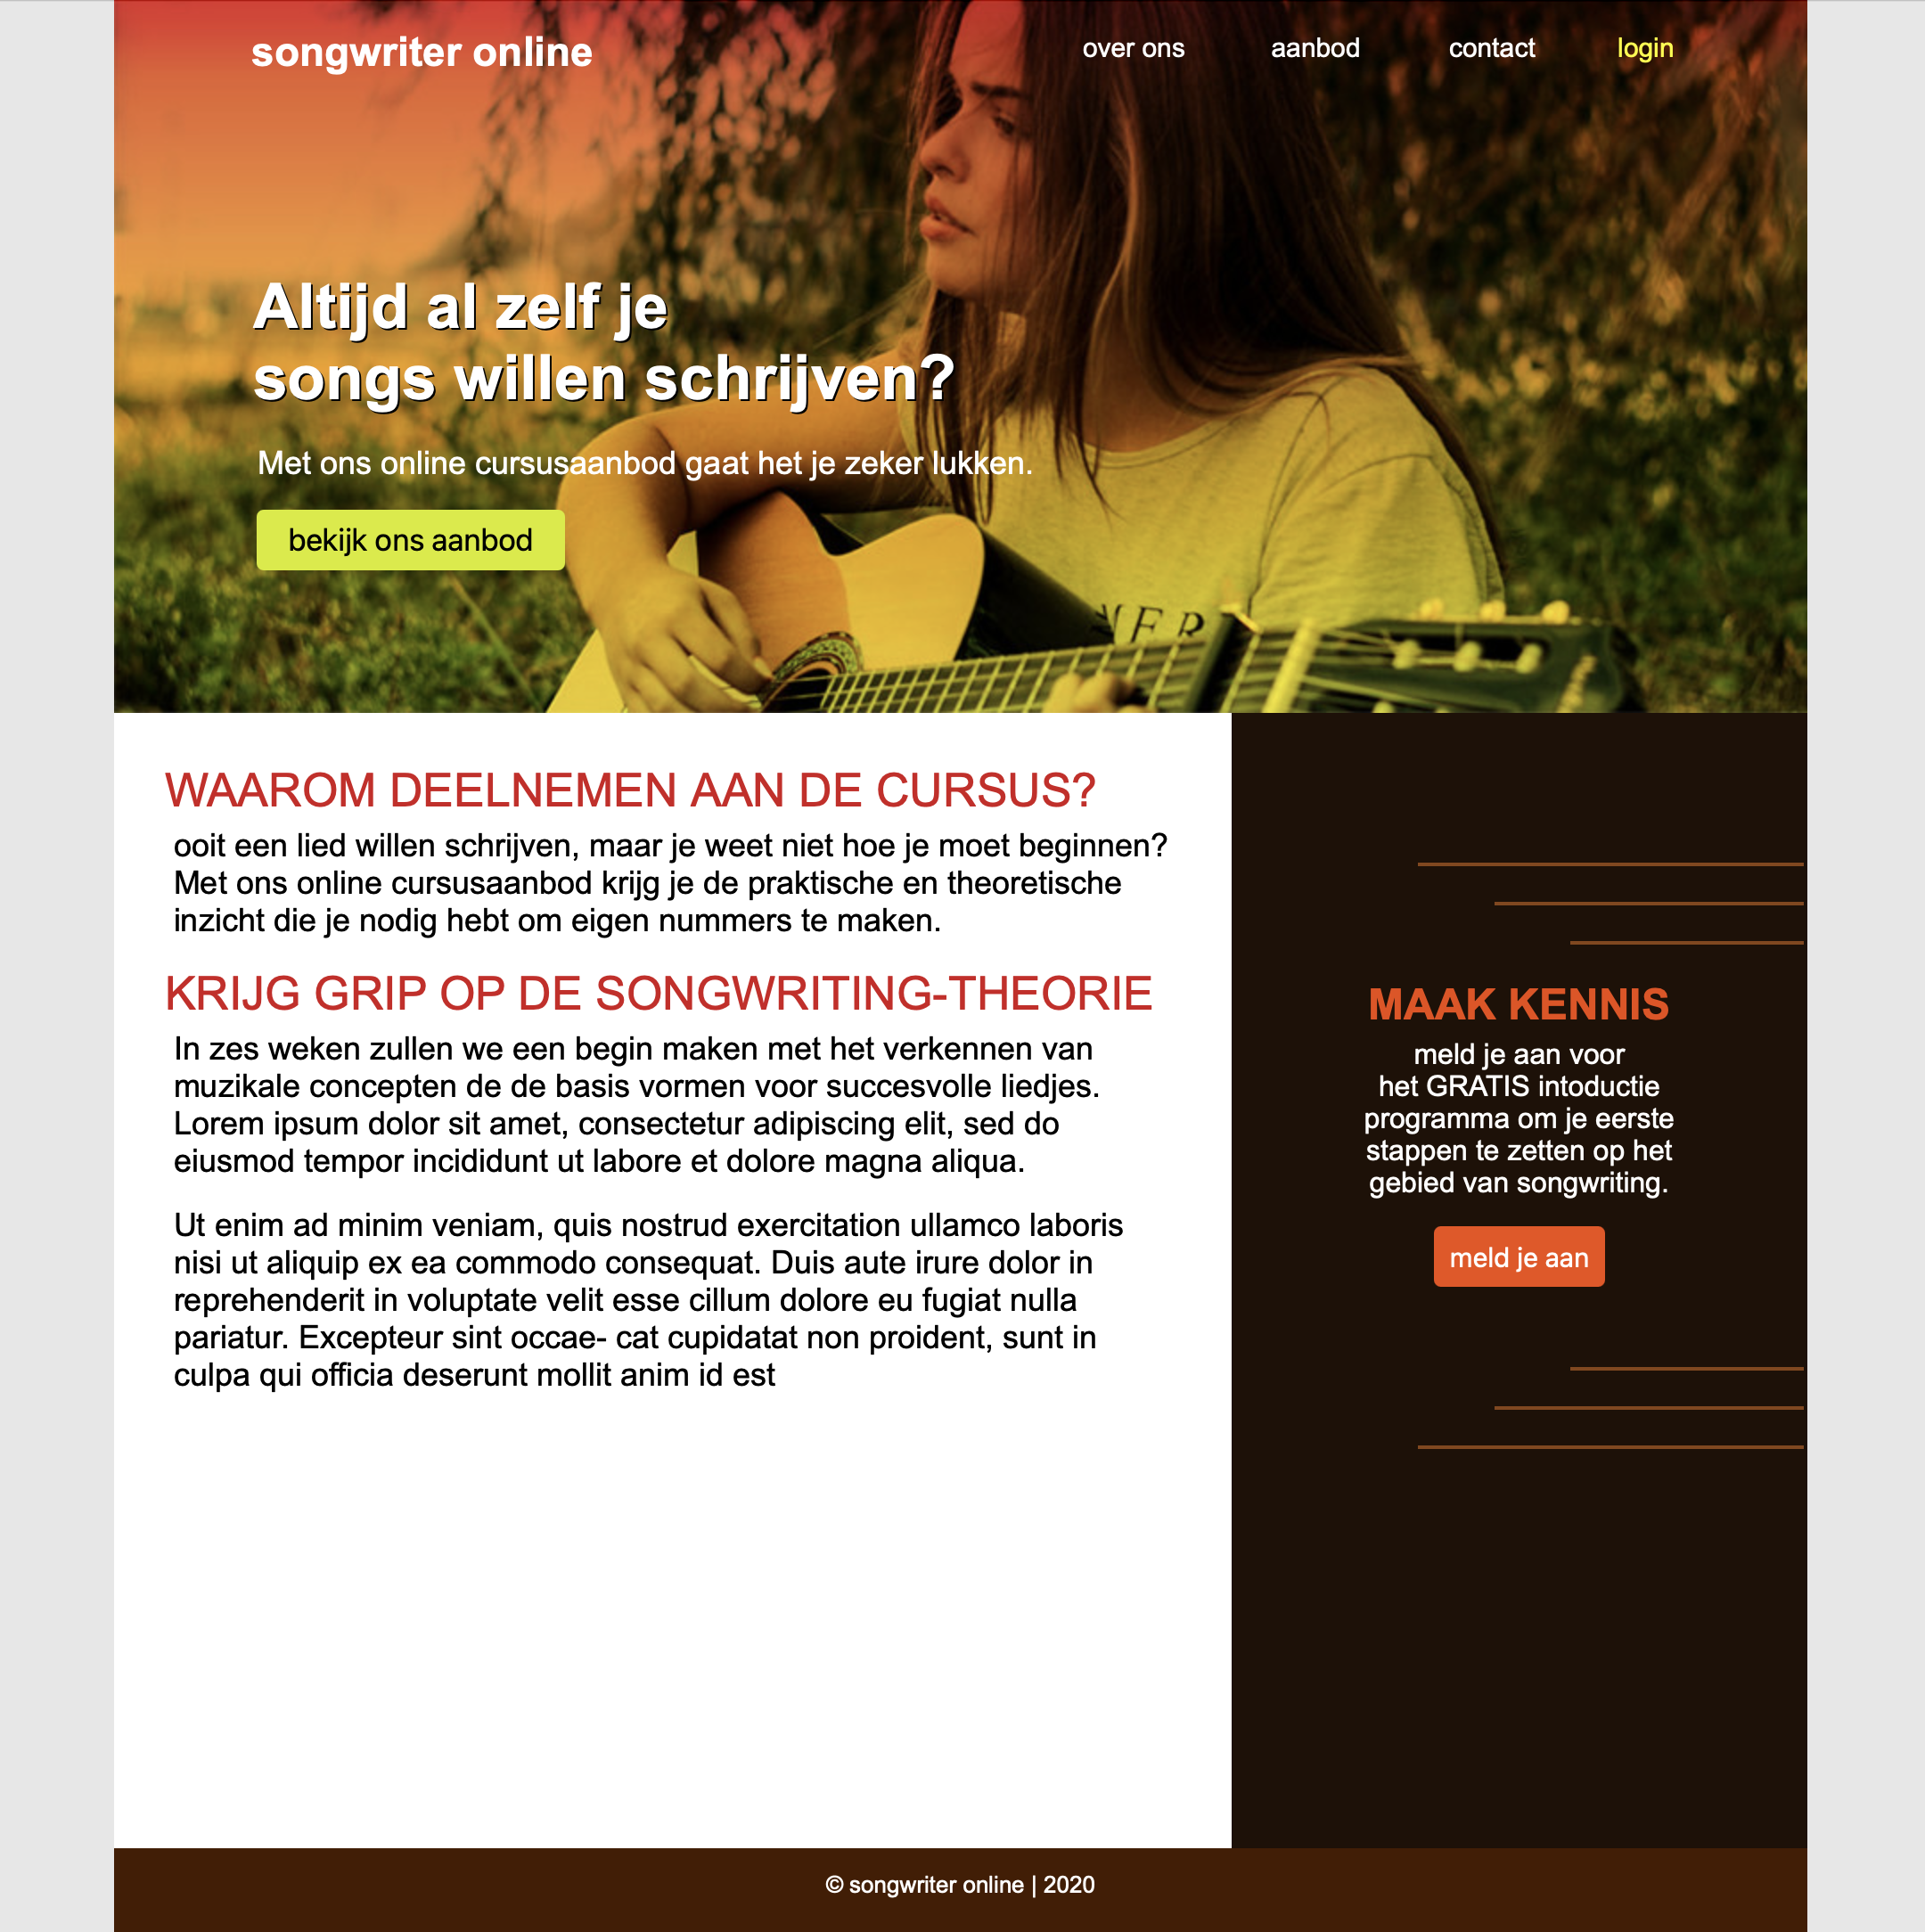 songwriter online
over ons aanbod contact login
Altijd al zelf je
songs willen schrijven?
Met ons online cursusaanbod gaat het je zeker lukken.
bekijk ons aanbod
MER
WAAROM DEELNEMEN AAN DE CURSUS?
ooit een lied willen schrijven, maar je weet niet hoe je moet beginnen?
Met ons online cursusaanbod krijg je de praktische en theoretische
inzicht die je nodig hebt om eigen nummers te maken.
KRIJG GRIP OP DE SONGWRITING-THEORIE
In zes weken zullen we een begin maken met het verkennen van
muzikale concepten de de basis vormen voor succesvolle liedjes.
Lorem ipsum dolor sit amet, consectetur adipiscing elit, sed do
eiusmod tempor incididunt ut labore et dolore magna aliqua.
Ut enim ad minim veniam, quis nostrud exercitation ullamco laboris
nisi ut aliquip ex ea commodo consequat. Duis aute irure dolor in
reprehenderit in voluptate velit esse cillum dolore eu fugiat nulla
pariatur. Excepteur sint occae- cat cupidatat non proident, sunt in
culpa qui officia deserunt mollit anim id est
MAAK KENNIS
meld je aan voor
het GRATIS intoductie
programma om je eerste
stappen te zetten op het
gebied van songwriting.
meld je aan
© songwriter online | 2020